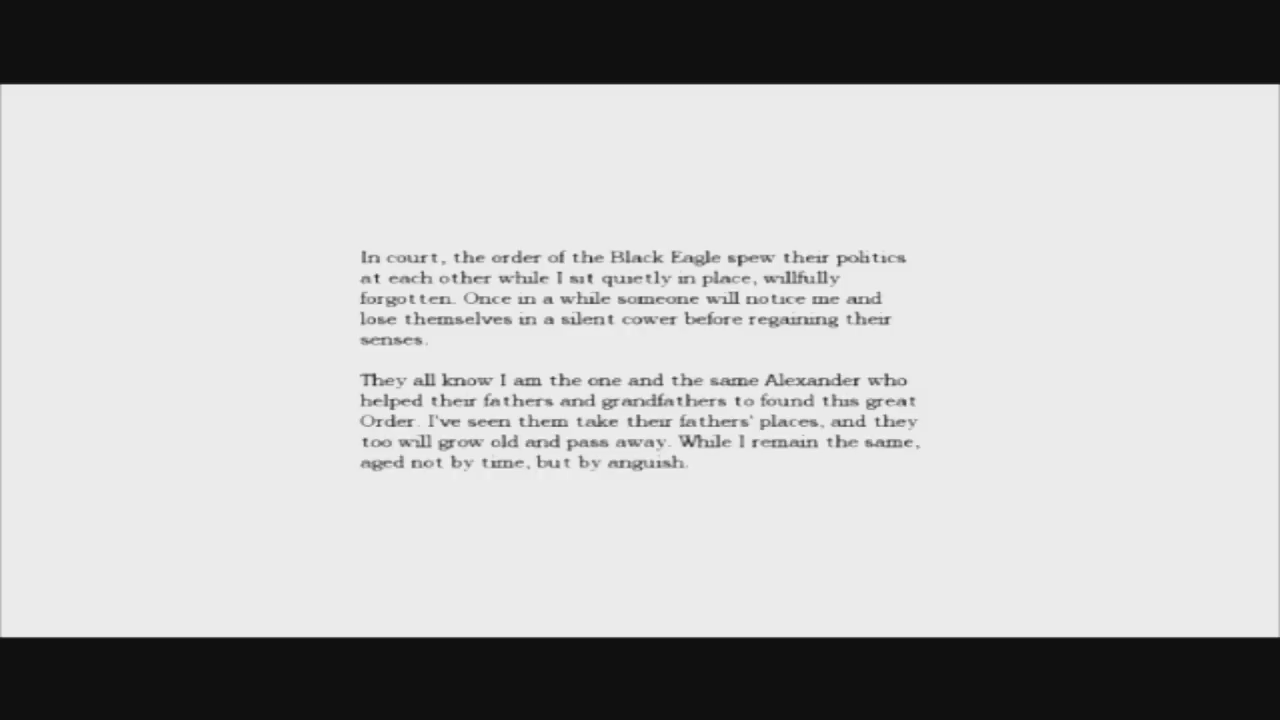 In court, the order of the Black Eagle spew their politics
at each other while I sit quietly in place, willfully
forgotten. Once in a while someone will notice me and
lose themselves in a silent cower before regaining their
senses.
They all know I am the one and the same Alexander who
helped their fathers and grandfathers to found this great
Order. I've seen them take their fathers' places, and they
too will grow old and pass away. While I remain the same,
aged not by time, but by anguish.